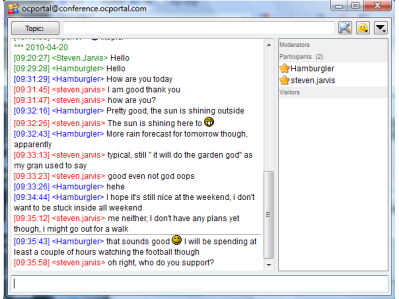 ocportal@conference.ocportal.com
Topic:
*** 2010-04-20
[09:20:27] <Steven.Jarvis> Hello
[09:29:28] <Hamburgler> Hello
[09:31:29] <Hamburgler> How are you today
[09:31:45] <steven.jarvis> I am good thank you
[09:31:47] <steven.jarvis> how are you?
[09:32:16] <Hamburgler> Pretty good, the sun is shining outside
[09:32:26] <steven.jarvis> The sun is shining here to
[09:32:43] <Hamburgler> More rain forecast for tomorrow though,
apparently
[09:33:13] <steven.jarvis> typical, still " it will do the garden god" as
my gran used to say
[09:33:23] <steven.jarvis> good even not god oops
[09:33:26] <Hamburgler> hehe
[09:34:44] <Hamburgler> I hope it's still nice at the weekend, i don't
want to be stuck inside all weekend
[09:35:12] <steven.jarvis> me neither, I don't have any plans yet
though, i might go out for a walk
[09:35:43] <Hamburgler> that sounds good I will be spending at
least a couple of hours watching the football though
[09:35:58] <steven.jarvis> oh right, who do you support?
Moderators
Participants (2)
Hamburgler
steven.jarvis
Visitors